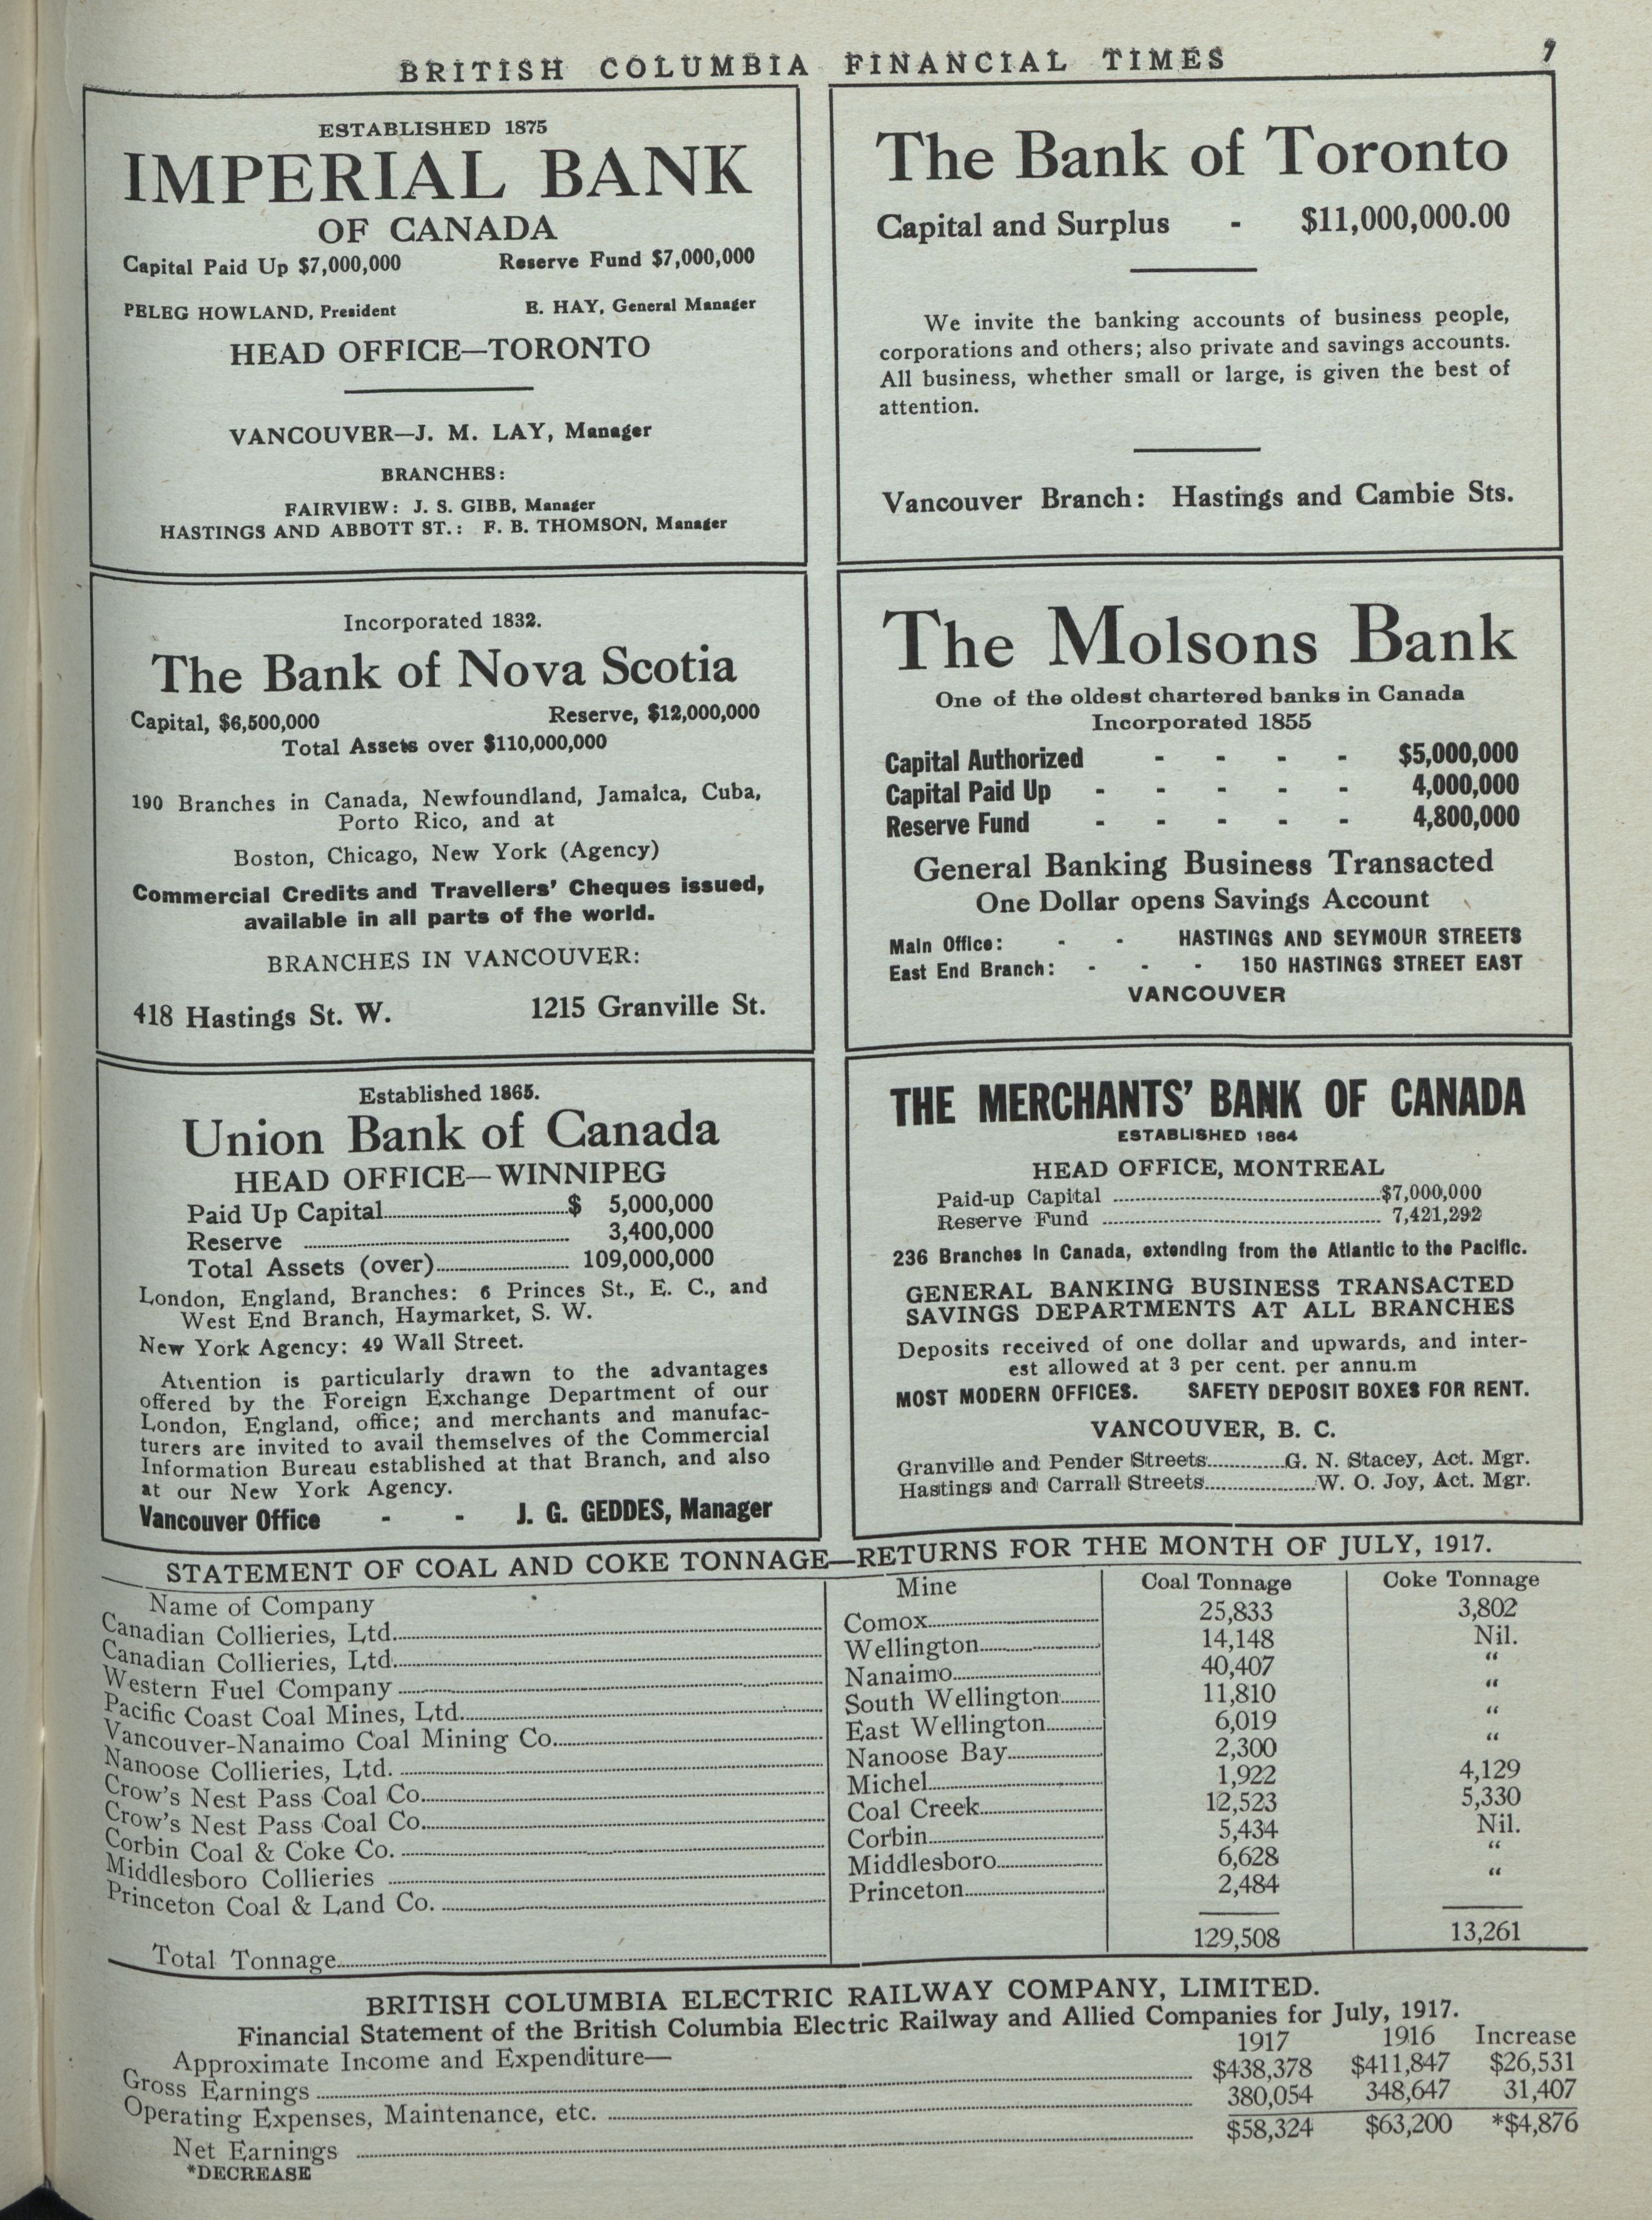 BRITISH COLUMBIA FINANCIAL TIMES 9
ESTABLISHED 1875
IMPERIAL BANK
OF CANADA
Capital Paid Up $7,000,000 Reserve Fund $7,000,000
PELEG HOWLAND, President E. HAY, General Manager
HEAD OFFICE—TORONTO
VANCOUVER—J. M. LAY, Manager
BRANCHES:
FAIRVIEW: J. S. GIBB, Manager
HASTINGS AND ABBOTT ST.: F. B. THOMSON, Manager
The Bank of Toronto
Capital and Surplus - $11,000,000.00
We invite the banking accounts of business people,
corporations and others; also private and savings accounts.
All business, whether small or large, is given the best of
attention.
Vancouver Branch: Hastings and Cambie Sts.
Incorporated 1832.
The Bank of Nova Scotia
Capital, $6,500,000 Reserve, $12,000,000
Total Assets over $110,000,000
190 Branches in Canada, Newfoundland, Jamaica, Cuba,
Porto Rico, and at
Boston, Chicago, New York (Agency)
Commercial Credits and Travellers' Cheques issued,
available in all parts of fhe world.
BRANCHES IN VANCOUVER:
418 Hastings St. W. 1215 Granville St.
The Molsons Bank
One of the oldest chartered banks in Canada
Incorporated 1855
Capital Authorized - - - - $5,000,000
Capital Paid Up - - - - - 4,000,000
Reserve Fund - - - - - 4,800,000
General Banking Business Transacted
One Dollar opens Savings Account
Main Office: - - HASTINGS AND SEYMOUR STREETS
East End Branch: - - - 150 HASTINGS STREET EAST
VANCOUVER
Established 1865.
Union Bank of Canada
HEAD OFFICE—WINNIPEG
Paid Up Capital $ 5,000,000
Reserve 3,400,000
Total Assets (over) 109,000,000
London, England, Branches: 6 Princes St., E. C., and
West End Branch, Haymarket, S. W.
New York Agency: 49 Wall Street.
Attention is particularly drawn to the advantages
offered by the Foreign Exchange Department of our
London, England, office; and merchants and manufac-
turers are invited to avail themselves of the Commercial
Information Bureau established at that Branch, and also
at our New York Agency.
Vancouver Office - - J. G. GEDDES, Manager
THE MERCHANTS' BANK OF CANADA
ESTABLISHED 1864
HEAD OFFICE, MONTREAL
Paid-up Capital $7,000,000
Reserve Fund 7,421,292
236 Branches in Canada, extending from the Atlantic to the Pacific.
GENERAL BANKING BUSINESS TRANSACTED
SAVINGS DEPARTMENTS AT ALL BRANCHES
Deposits received of one dollar and upwards, and inter-
est allowed at 3 per cent. per annu.m
MOST MODERN OFFICES. SAFETY DEPOSIT BOXES FOR RENT.
VANCOUVER, B. C.
Granville and Pender Streets G. N. Stacey, Act. Mgr.
Hastings and Carrall Streets W. O. Joy, Act. Mgr.
STATEMENT OF COAL AND COKE TONNAGE—RETURNS FOR THE MONTH OF JULY, 1917.
Name of Company Mine Coal Tonnage Coke Tonnage
Canadian Collieries, Ltd. Comox 25,833 3,802
Canadian Collieries, Ltd. Wellington 14,148 Nil.
Western Fuel Company Nanaimo 40,407 "
Pacific Coast Coal Mines, Ltd. South Wellington 11,810 "
Vancouver-Nanaimo Coal Mining Co. East Wellington 6,019 "
Nanoose Collieries, Ltd. Nanoose Bay 2,300 "
Crow's Nest Pass Coal Co. Michel 1,922 4,129
Crow's Nest Pass Coal Co. Coal Creek 12,523 5,330
Corbin Coal & Coke Co. Corbin 5,434 Nil.
Middlesboro Collieries Middlesboro 6,628 "
Princeton Coal & Land Co. Princeton 2,484 "
Total Tonnage 129,508 13,261
BRITISH COLUMBIA ELECTRIC RAILWAY COMPANY, LIMITED.
Financial Statement of the British Columbia Electric Railway and Allied Companies for July, 1917.
Approximate Income and Expenditure— 1917 1916 Increase
Gross Earnings $438,378 $411,847 $26,531
Operating Expenses, Maintenance, etc. 380,054 348,647 31,407
Net Earnings $58,324 $63,200 *$4,876
*DECREASE